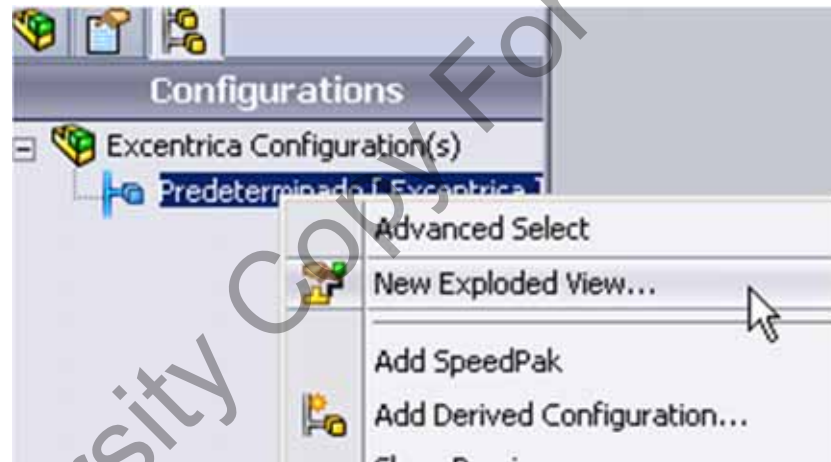 Configurations
Excentrica Configuration(s)
Predeterminado [ Excentrica ]
Advanced Select
New Exploded View...
Add SpeedPak
Add Derived Configuration...